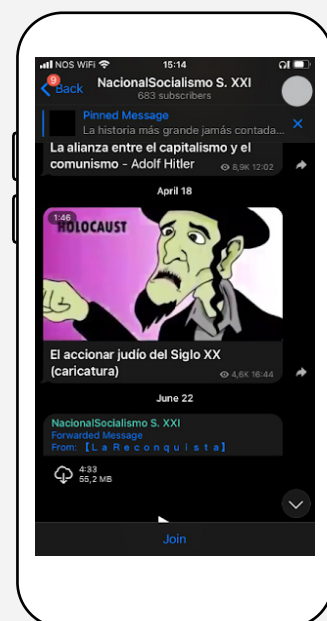 NOS WiFi
15:14
9
Back
NacionalSocialismo S. XXI
683 subscribers
Pinned Message
La historia más grande jamás contada...
La alianza entre el capitalismo y el
comunismo - Adolf Hitler
8,9K 12:02
April 18
1:46
HOLOCAUST
El accionar judío del Siglo XX
(caricatura)
4,6K 16:44
June 22
NacionalSocialismo S. XXI
Forwarded Message
From: 【La Reconquista】
4:33
55,2 MB
Join